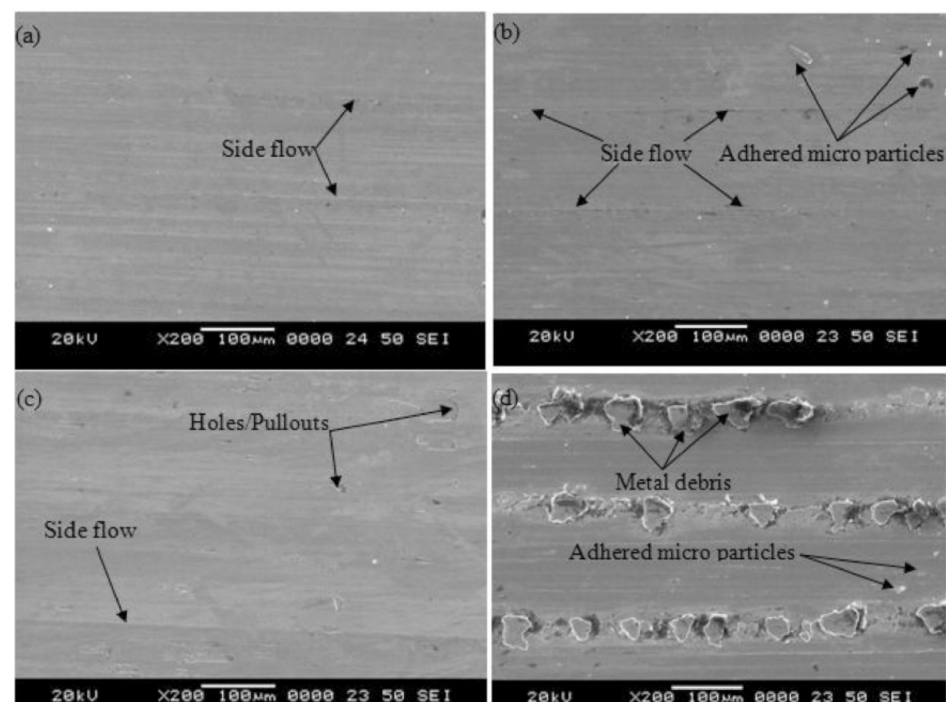 (a)
Side flow
20kV X200 100µm 0000 24 50 SEI
(b)
Side flow Adhered micro particles
20kV X200 100µm 0000 23 50 SEI
(c)
Holes/Pullouts
Side flow
20kV X200 100µm 0000 23 50 SEI
(d)
Metal debris
Adhered micro particles
20kV X200 100µm 0000 23 50 SEI